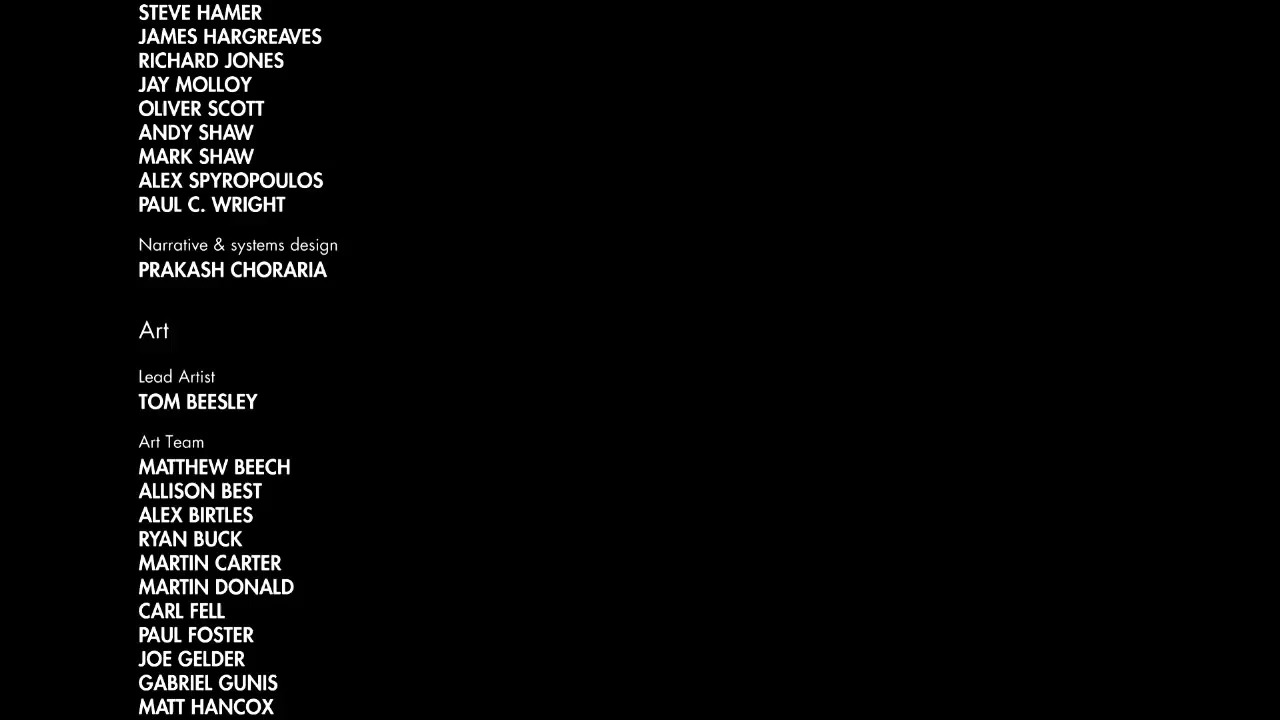 STEVE HAMER
JAMES HARGREAVES
RICHARD JONES
JAY MOLLOY
OLIVER SCOTT
ANDY SHAW
MARK SHAW
ALEX SPYROPOULOS
PAUL C. WRIGHT
Narrative & systems design
PRAKASH CHORARIA
Art
Lead Artist
TOM BEESLEY
Art Team
MATTHEW BEECH
ALLISON BEST
ALEX BIRTLES
RYAN BUCK
MARTIN CARTER
MARTIN DONALD
CARL FELL
PAUL FOSTER
JOE GELDER
GABRIEL GUNIS
MATT HANCOX